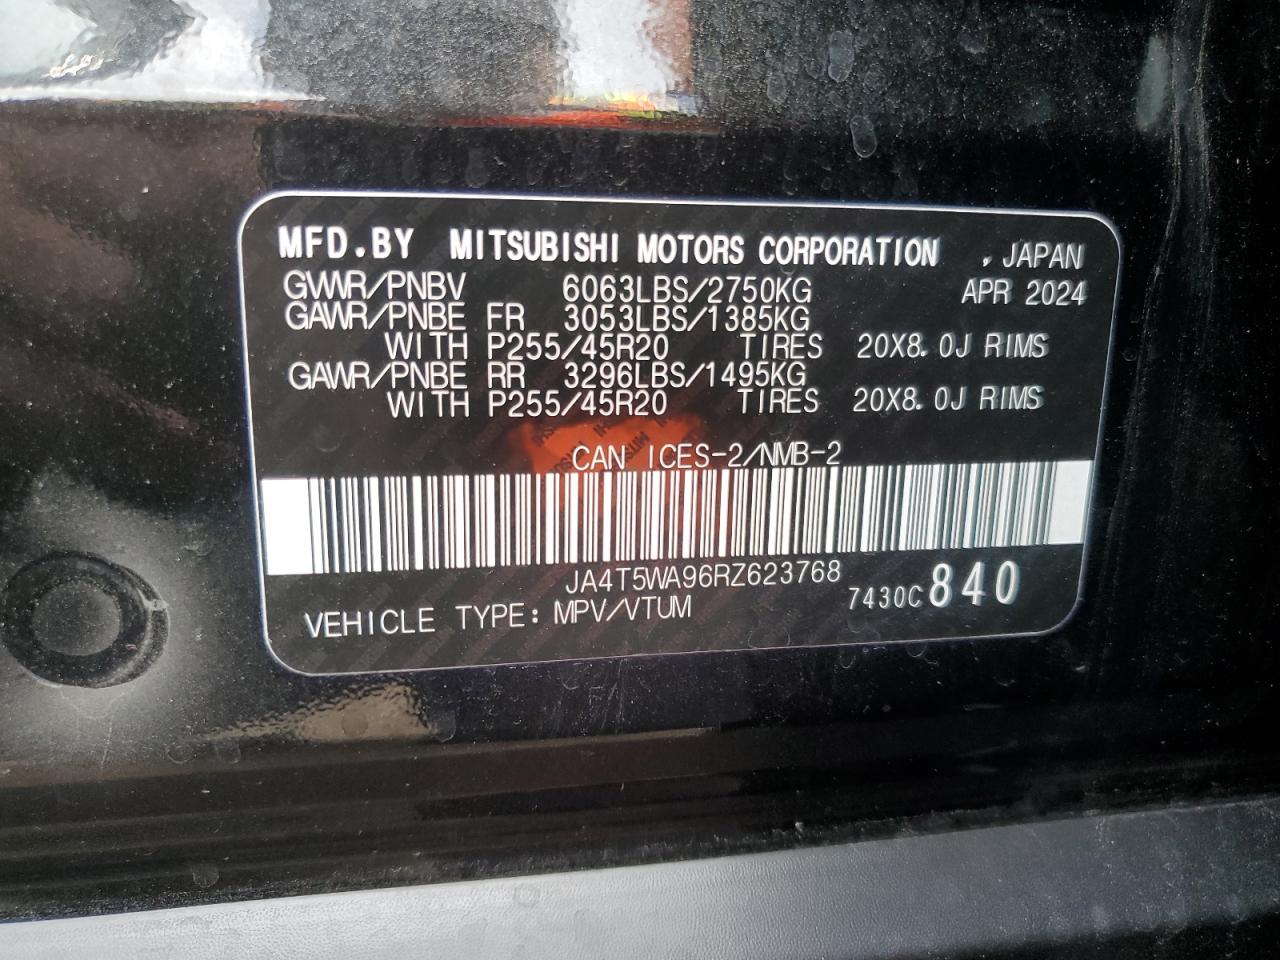 MFD.BY MITSUBISHI MOTORS CORPORATION , JAPAN
GVWR/PNBV 6063LBS/2750KG APR 2024
GAWR/PNBE FR 3053LBS/1385KG
WITH P255/45R20 TIRES 20X8.0J RIMS
GAWR/PNBE RR 3296LBS/1495KG
WITH P255/45R20 TIRES 20X8.0J RIMS
CAN ICES-2/NMB-2
JA4T5WA96RZ623768
VEHICLE TYPE: MPV/VTUM 7430C840